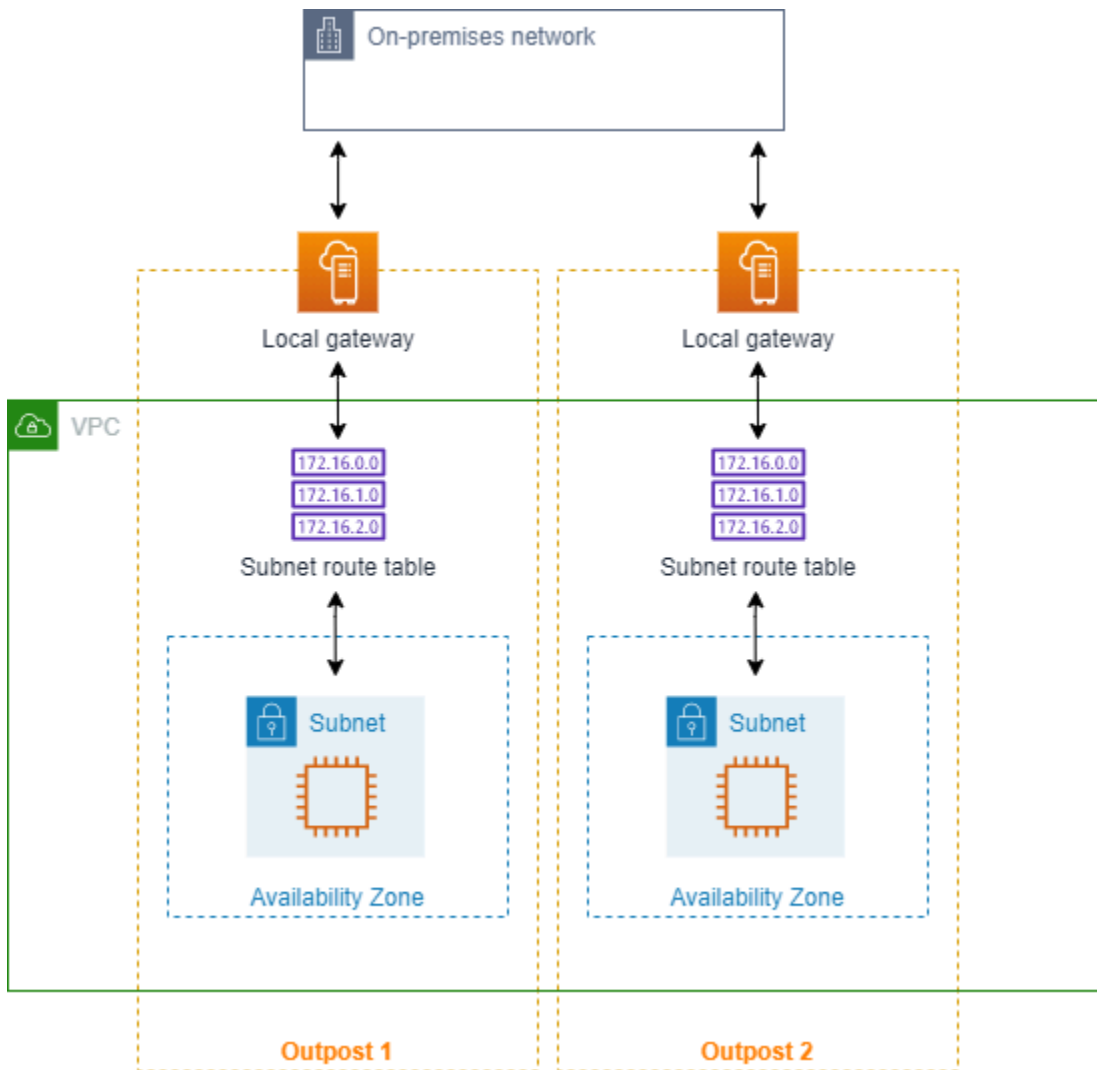 On-premises network
Local gateway
Local gateway
VPC
172.16.0.0
172.16.1.0
172.16.2.0
172.16.0.0
172.16.1.0
172.16.2.0
Subnet route table
Subnet route table
Subnet
Subnet
Availability Zone
Availability Zone
Outpost 1
Outpost 2